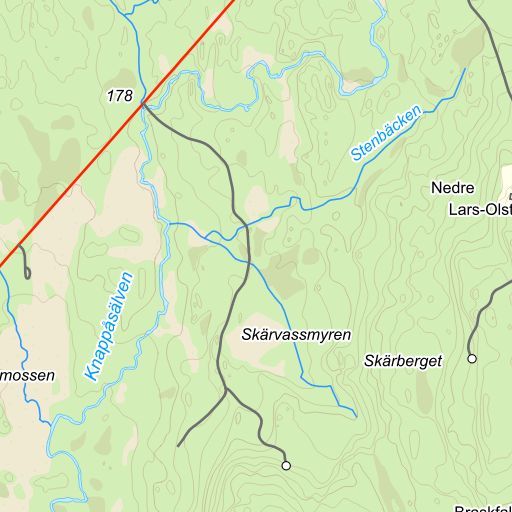 178
Stenbäcken
Nedre
Lars-Olst
Knappåsälven
Skärvassmyren
Skärberget
mossen